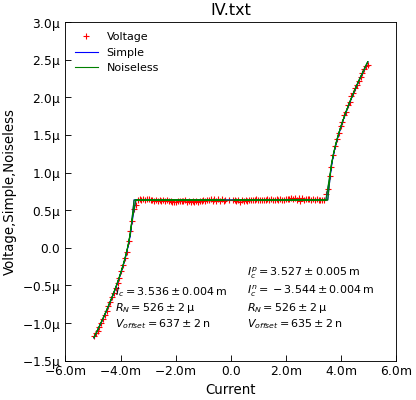 IV.txt
3.0μ
2.5μ
2.0μ
1.5μ
1.0μ
0.5μ
0.0
−0.5μ
−1.0μ
−1.5μ
Voltage,Simple,Noiseless
Voltage
Simple
Noiseless
I_c = 3.536 ± 0.004 m
R_N = 526 ± 2 μ
V_offset = 637 ± 2 n
I_c^p = 3.527 ± 0.005 m
I_c^n = −3.544 ± 0.004 m
R_N = 526 ± 2 μ
V_offset = 635 ± 2 n
−6.0m −4.0m −2.0m 0.0 2.0m 4.0m 6.0m
Current